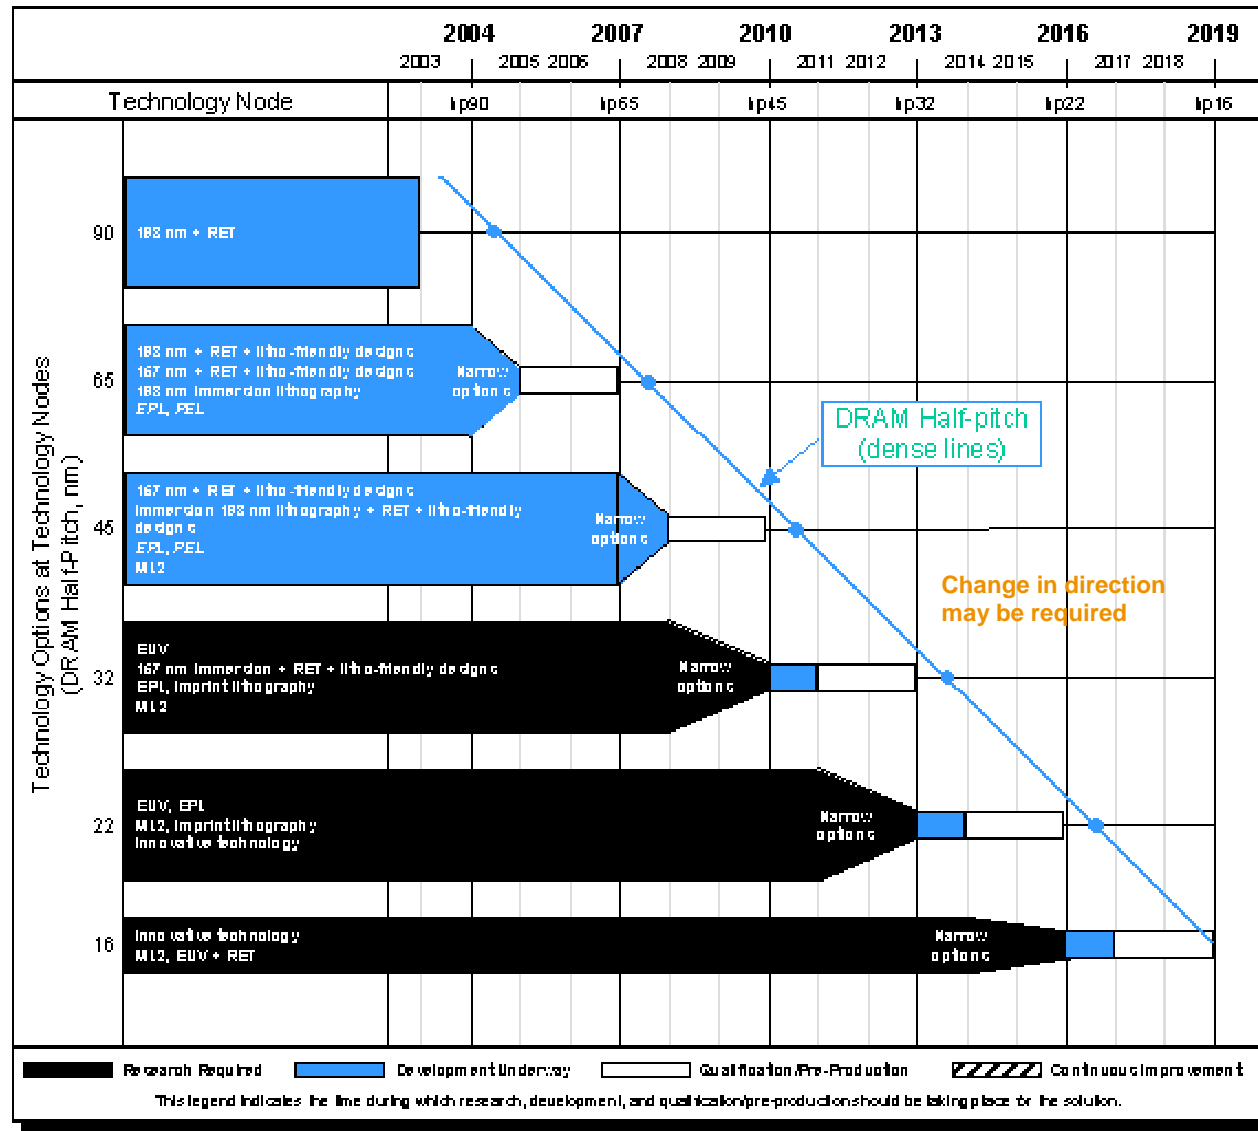 2004 2007 2010 2013 2016 2019
2003 2005 2006 2008 2009 2011 2012 2014 2015 2017 2018
Technology Node hp90 hp65 hp45 hp32 hp22 hp16
Technology Options at Technology Nodes
(DRAM Half-Pitch, nm)
90
193 nm + RET
65
193 nm + RET + litho-friendly designs
157 nm + RET + litho-friendly designs
193 nm immersion lithography
EPL, PEL
Narrow
options
DRAM Half-pitch
(dense lines)
45
157 nm + RET + litho-friendly designs
Immersion 193 nm lithography + RET + litho-friendly
designs
EPL, PEL
ML2
Narrow
options
Change in direction
may be required
32
EUV
157 nm immersion + RET + litho-friendly designs
EPL, imprint lithography
ML2
Narrow
options
22
EUV, EPL
ML2, imprint lithography
Innovative technology
Narrow
options
16
Innovative technology
ML2, EUV + RET
Narrow
options
Research Required Development Underway Qualification/Pre-Production Continuous Improvement
This legend indicates the time during which research, development, and qualification/pre-production should be taking place for the solution.